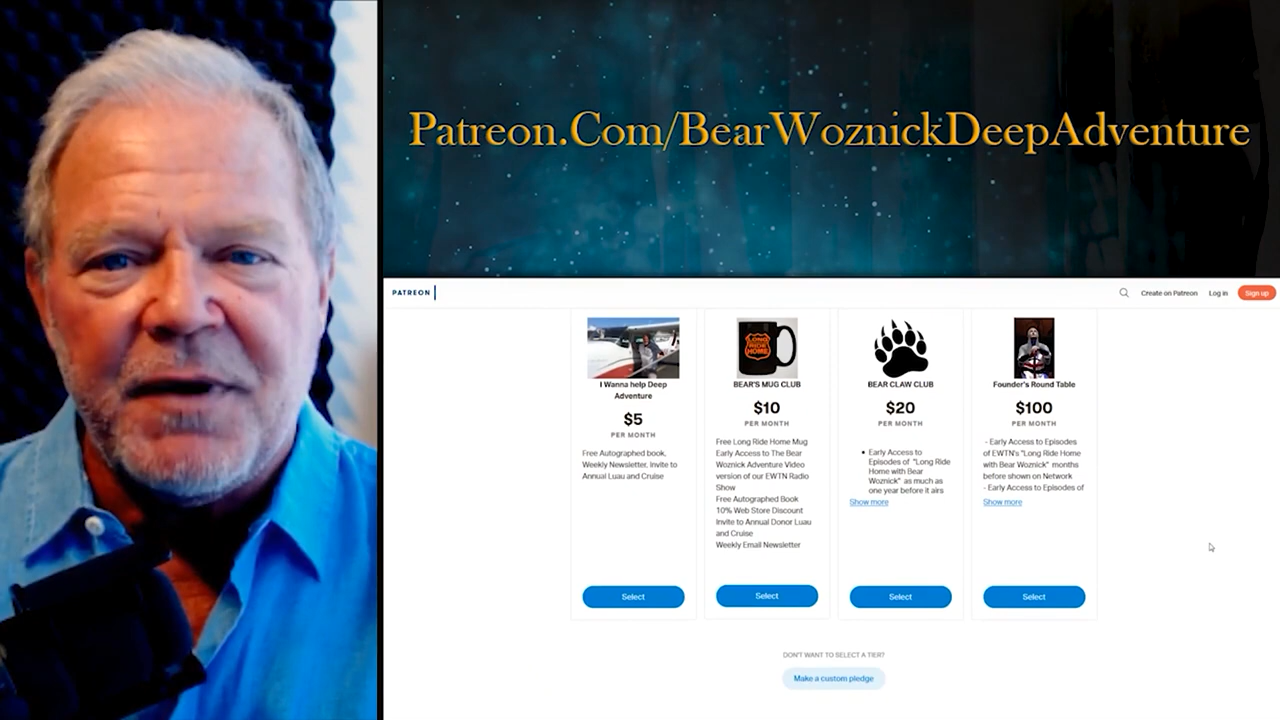 Patreon.Com/BearWoznickDeepAdventure
PATREON
Create on Patreon
Log in
Sign up
I Wanna help Deep
Adventure
$5
PER MONTH
Free Autographed book,
Weekly Newsletter, Invite to
Annual Luau and Cruise
Select
LONG
RIDE
HOME
BEAR'S MUG CLUB
$10
PER MONTH
Free Long Ride Home Mug
Early Access to The Bear
Woznick Adventure Video
version of our EWTN Radio
Show
Free Autographed Book
10% Web Store Discount
Invite to Annual Donor Luau
and Cruise
Weekly Email Newsletter
Select
BEAR CLAW CLUB
$20
PER MONTH
• Early Access to
Episodes of "Long Ride
Home with Bear
Woznick" as much as
one year before it airs
Show more
Select
Founder's Round Table
$100
PER MONTH
- Early Access to Episodes
of EWTN's "Long Ride Home
with Bear Woznick" months
before shown on Network
- Early Access to Episodes of
Show more
Select
DON'T WANT TO SELECT A TIER?
Make a custom pledge